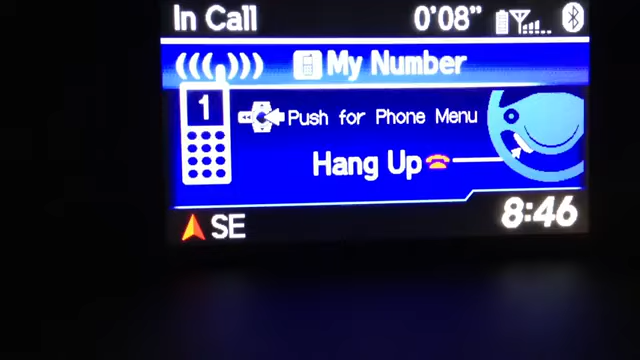 In Call 0'08"
My Number
1
Push for Phone Menu
Hang Up
SE 8:46